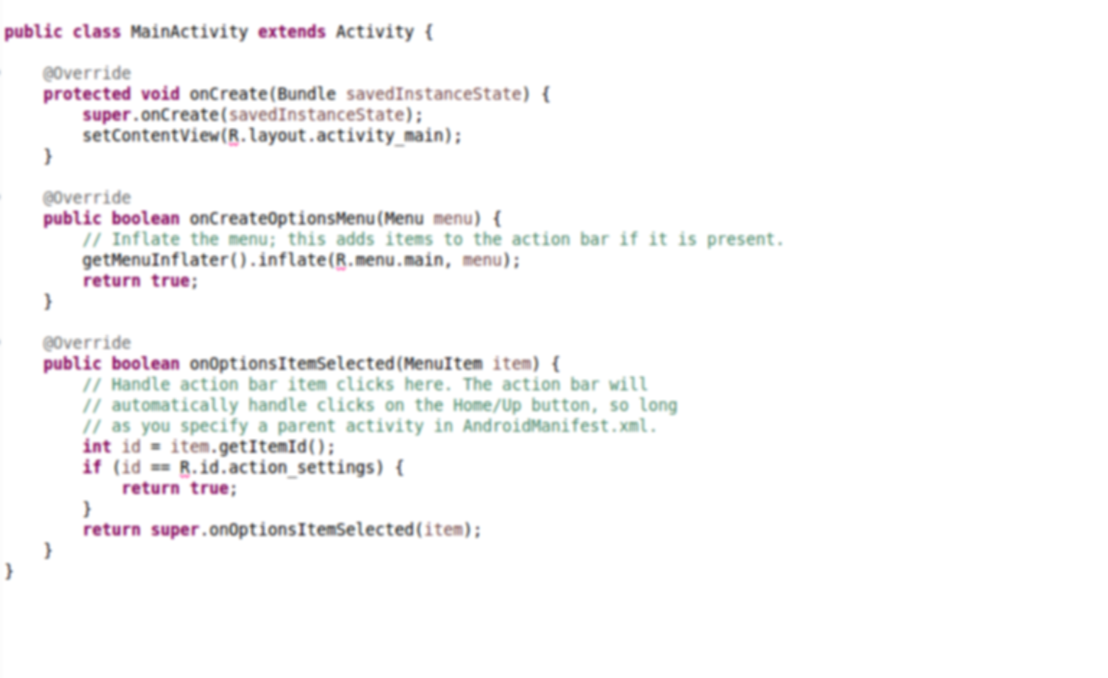 public class MainActivity extends Activity {
@Override
protected void onCreate(Bundle savedInstanceState) {
super.onCreate(savedInstanceState);
setContentView(R.layout.activity_main);
}
@Override
public boolean onCreateOptionsMenu(Menu menu) {
// Inflate the menu; this adds items to the action bar if it is present.
getMenuInflater().inflate(R.menu.main, menu);
return true;
}
@Override
public boolean onOptionsItemSelected(MenuItem item) {
// Handle action bar item clicks here. The action bar will
// automatically handle clicks on the Home/Up button, so long
// as you specify a parent activity in AndroidManifest.xml.
int id = item.getItemId();
if (id == R.id.action_settings) {
return true;
}
return super.onOptionsItemSelected(item);
}
}